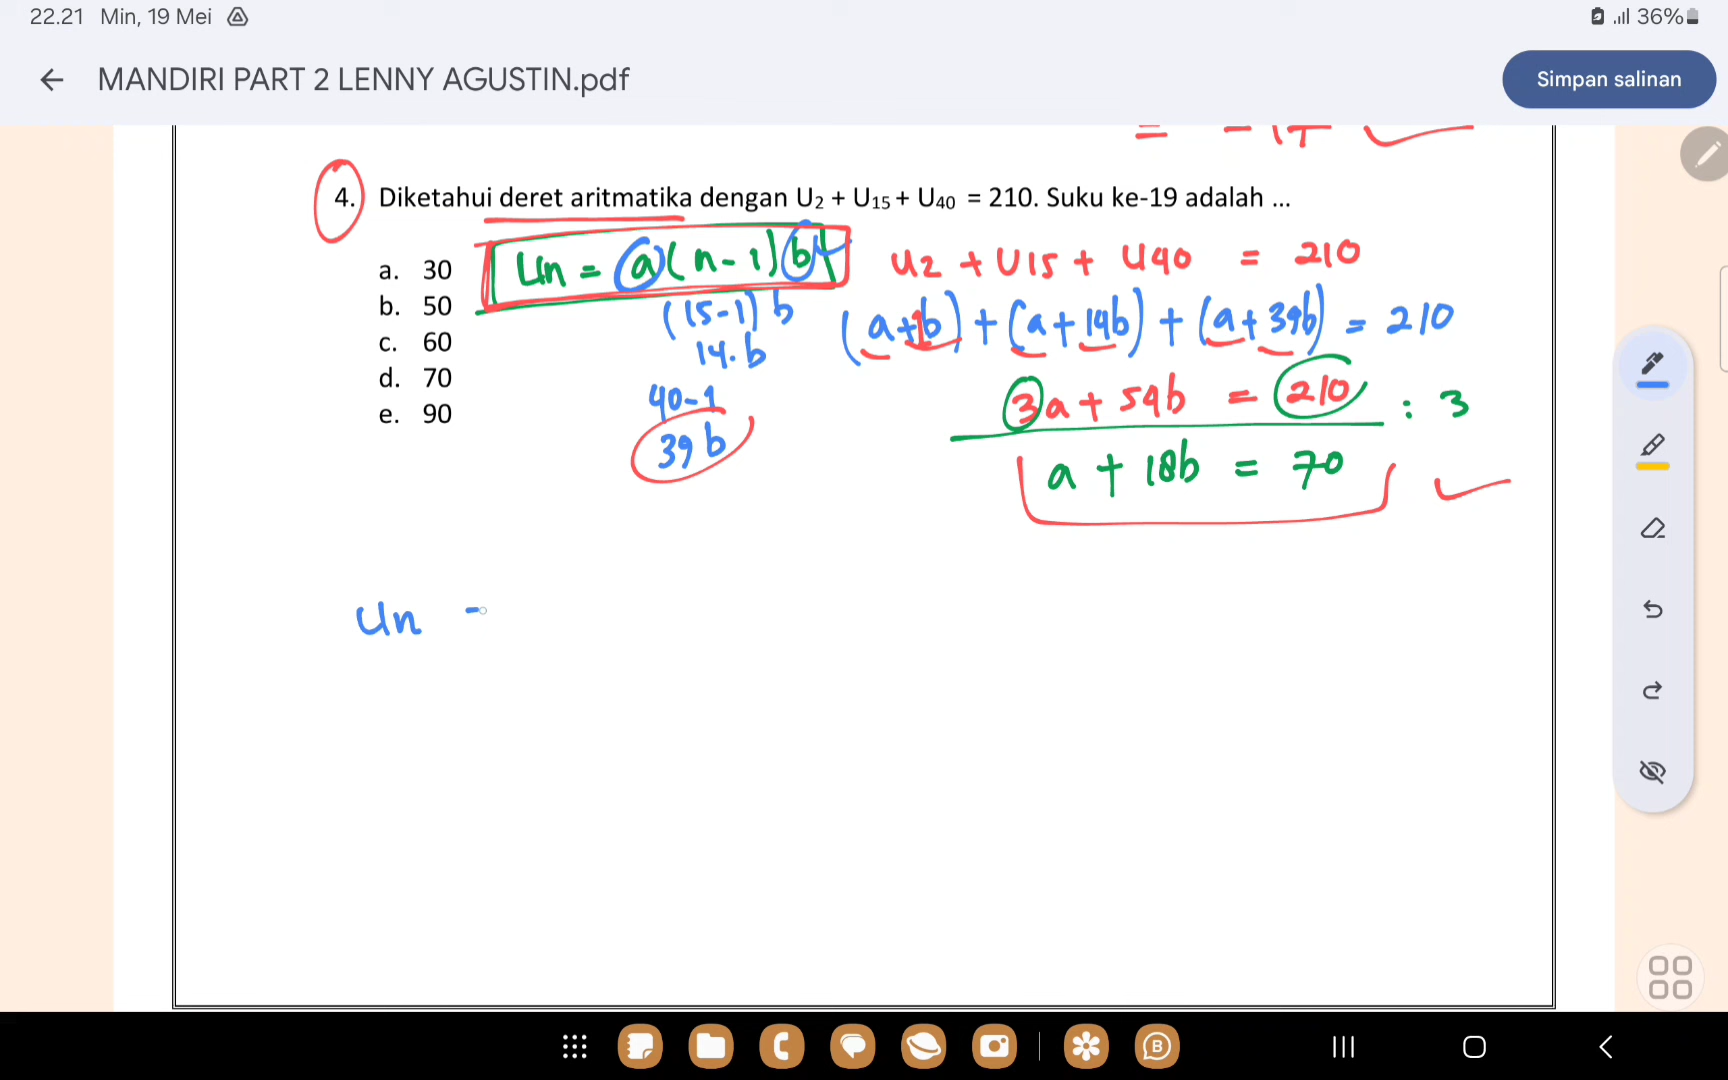 22.21 Min, 19 Mei
36%
MANDIRI PART 2 LENNY AGUSTIN.pdf
Simpan salinan
4. Diketahui deret aritmatika dengan U2 + U15 + U40 = 210. Suku ke-19 adalah ...
a. 30
b. 50
c. 60
d. 70
e. 90
Un = a(n-1)b
(15-1)b
14.b
40-1
39b
U2 + U15 + U40 = 210
(a+1b) + (a+14b) + (a+39b) = 210
3a + 54b = 210 : 3
a + 18b = 70
Un -